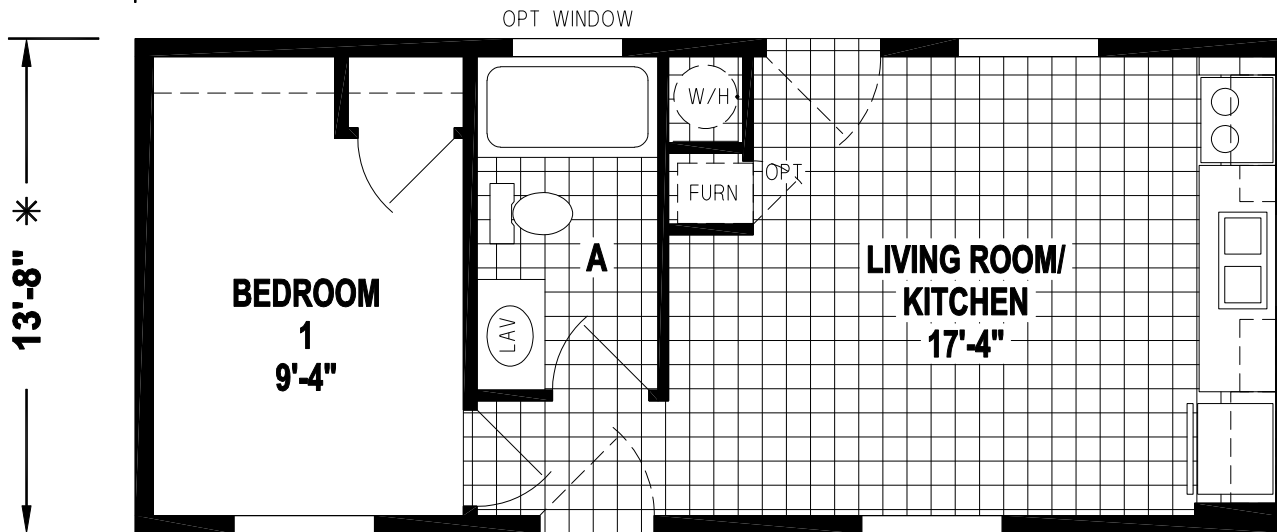 OPT WINDOW
W/H
OPT
FURN
13'-8" *
A
LIVING ROOM/
KITCHEN
17'-4"
BEDROOM
1
9'-4"
LAV